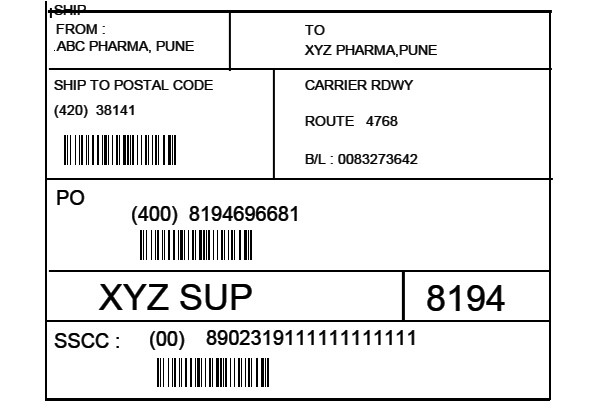 SHIP
FROM :
ABC PHARMA, PUNE
TO
XYZ PHARMA,PUNE
SHIP TO POSTAL CODE
(420) 38141
CARRIER RDWY
ROUTE 4768
B/L : 0083273642
PO
(400) 8194696681
XYZ SUP
8194
SSCC : (00) 8902319111111111111